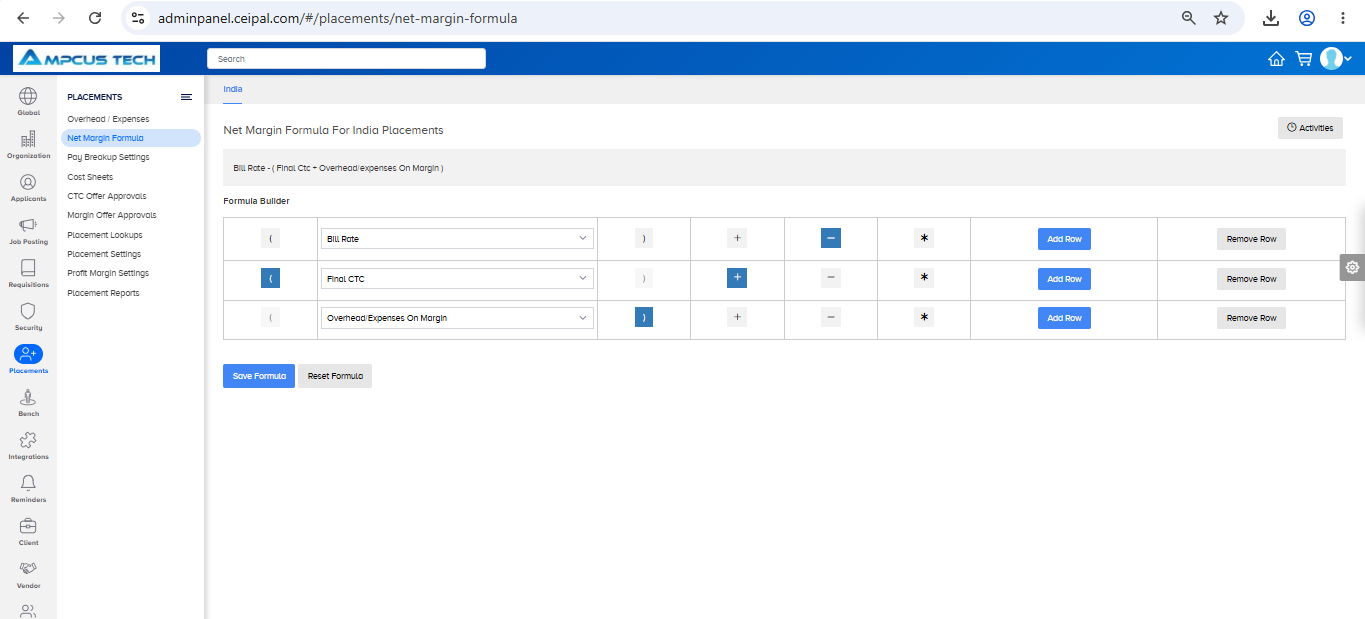 adminpanel.ceipal.com/#/placements/net-margin-formula
AMPCUS TECH
Search
Global
Organization
Applicants
Job Posting
Requisitions
Security
Placements
Bench
Integrations
Reminders
Client
Vendor
PLACEMENTS
Overhead / Expenses
Net Margin Formula
Pay Breakup Settings
Cost Sheets
CTC Offer Approvals
Margin Offer Approvals
Placement Lookups
Placement Settings
Profit Margin Settings
Placement Reports
India
Net Margin Formula For India Placements
Activities
Bill Rate - ( Final Ctc + Overhead/expenses On Margin )
Formula Builder
( Bill Rate ) + - * Add Row Remove Row
( Final CTC ) + - * Add Row Remove Row
( Overhead/Expenses On Margin ) + - * Add Row Remove Row
Save Formula Reset Formula